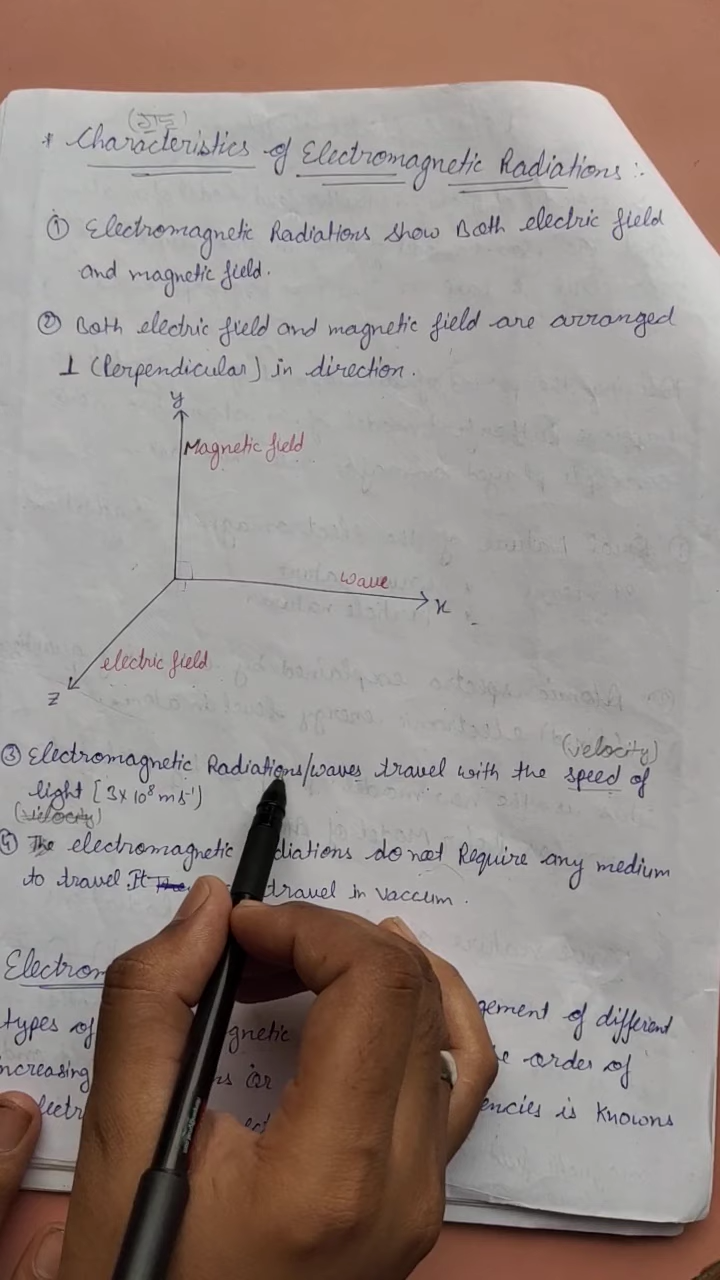 (गुण)
* Characteristics of Electromagnetic Radiations :-
① Electromagnetic Radiations show Both electric field
and magnetic field.
② Both electric field and magnetic field are arranged
⊥ (Perpendicular) in direction.
y
Magnetic field
wave
x
electric field
z
(velocity)
③ Electromagnetic Radiations/waves travel with the speed of
light [3×10⁸ ms⁻¹)
(velocity)
④ The electromagnetic diations do not Require any medium
to travel. It travel in vaccum.
Electrom
gement of different
types of gnetic
order of
increasing or
encies is knowns